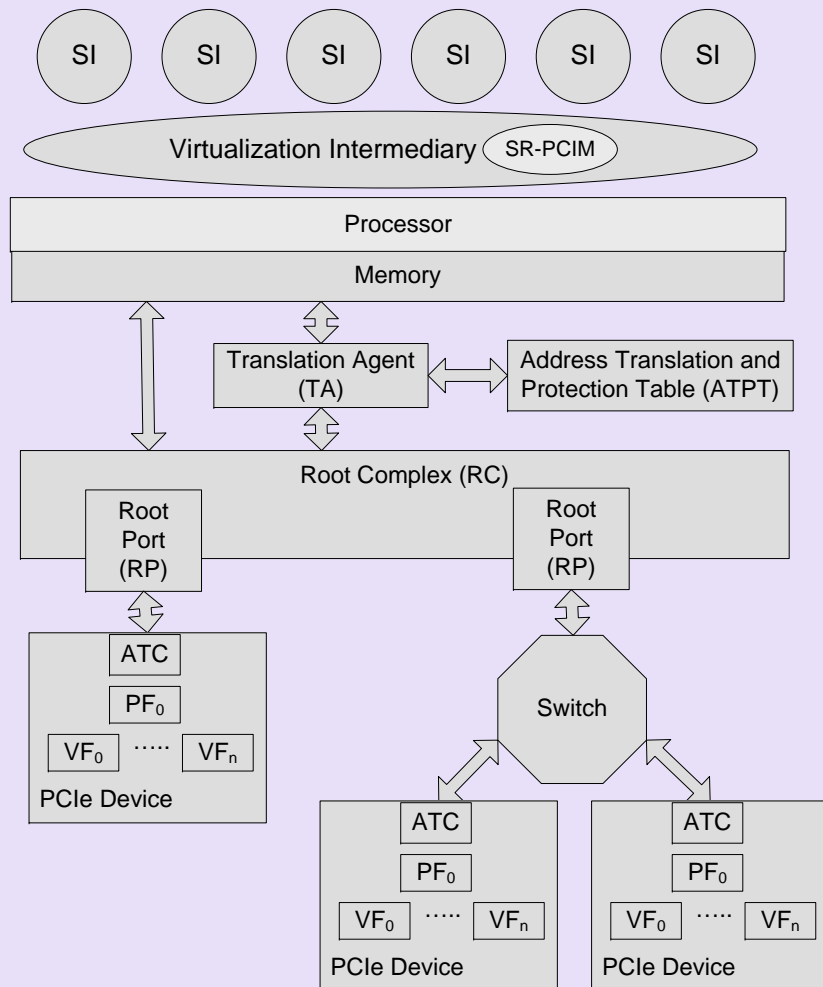 SI SI SI SI SI SI
Virtualization Intermediary SR-PCIM
Processor
Memory
Translation Agent
(TA)
Address Translation and
Protection Table (ATPT)
Root Complex (RC)
Root
Port
(RP)
Root
Port
(RP)
ATC
PF₀
VF₀ ..... VFₙ
PCIe Device
Switch
ATC
PF₀
VF₀ ..... VFₙ
PCIe Device
ATC
PF₀
VF₀ ..... VFₙ
PCIe Device